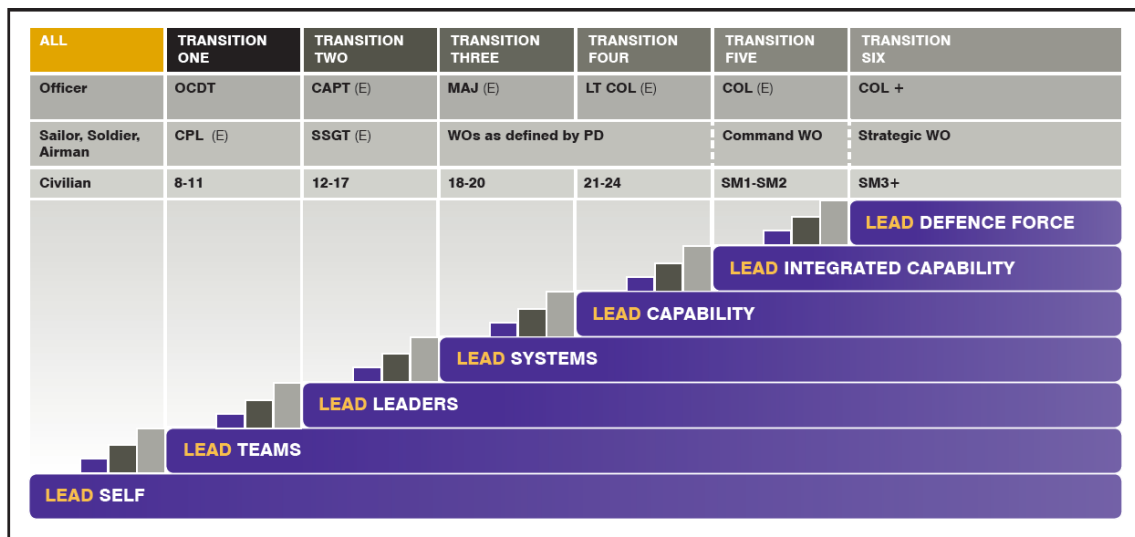 ALL TRANSITION ONE TRANSITION TWO TRANSITION THREE TRANSITION FOUR TRANSITION FIVE TRANSITION SIX
Officer OCDT CAPT (E) MAJ (E) LT COL (E) COL (E) COL +
Sailor, Soldier, Airman CPL (E) SSGT (E) WOs as defined by PD Command WO Strategic WO
Civilian 8-11 12-17 18-20 21-24 SM1-SM2 SM3+
LEAD DEFENCE FORCE
LEAD INTEGRATED CAPABILITY
LEAD CAPABILITY
LEAD SYSTEMS
LEAD LEADERS
LEAD TEAMS
LEAD SELF